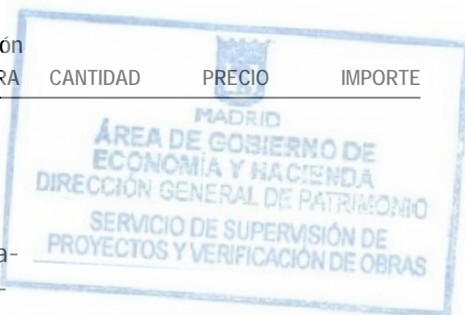 ón
RA CANTIDAD PRECIO IMPORTE
MADRID
ÁREA DE GOBIERNO DE
ECONOMÍA Y HACIENDA
DIRECCIÓN GENERAL DE PATRIMONIO
SERVICIO DE SUPERVISIÓN DE
PROYECTOS Y VERIFICACIÓN DE OBRAS
a-
-